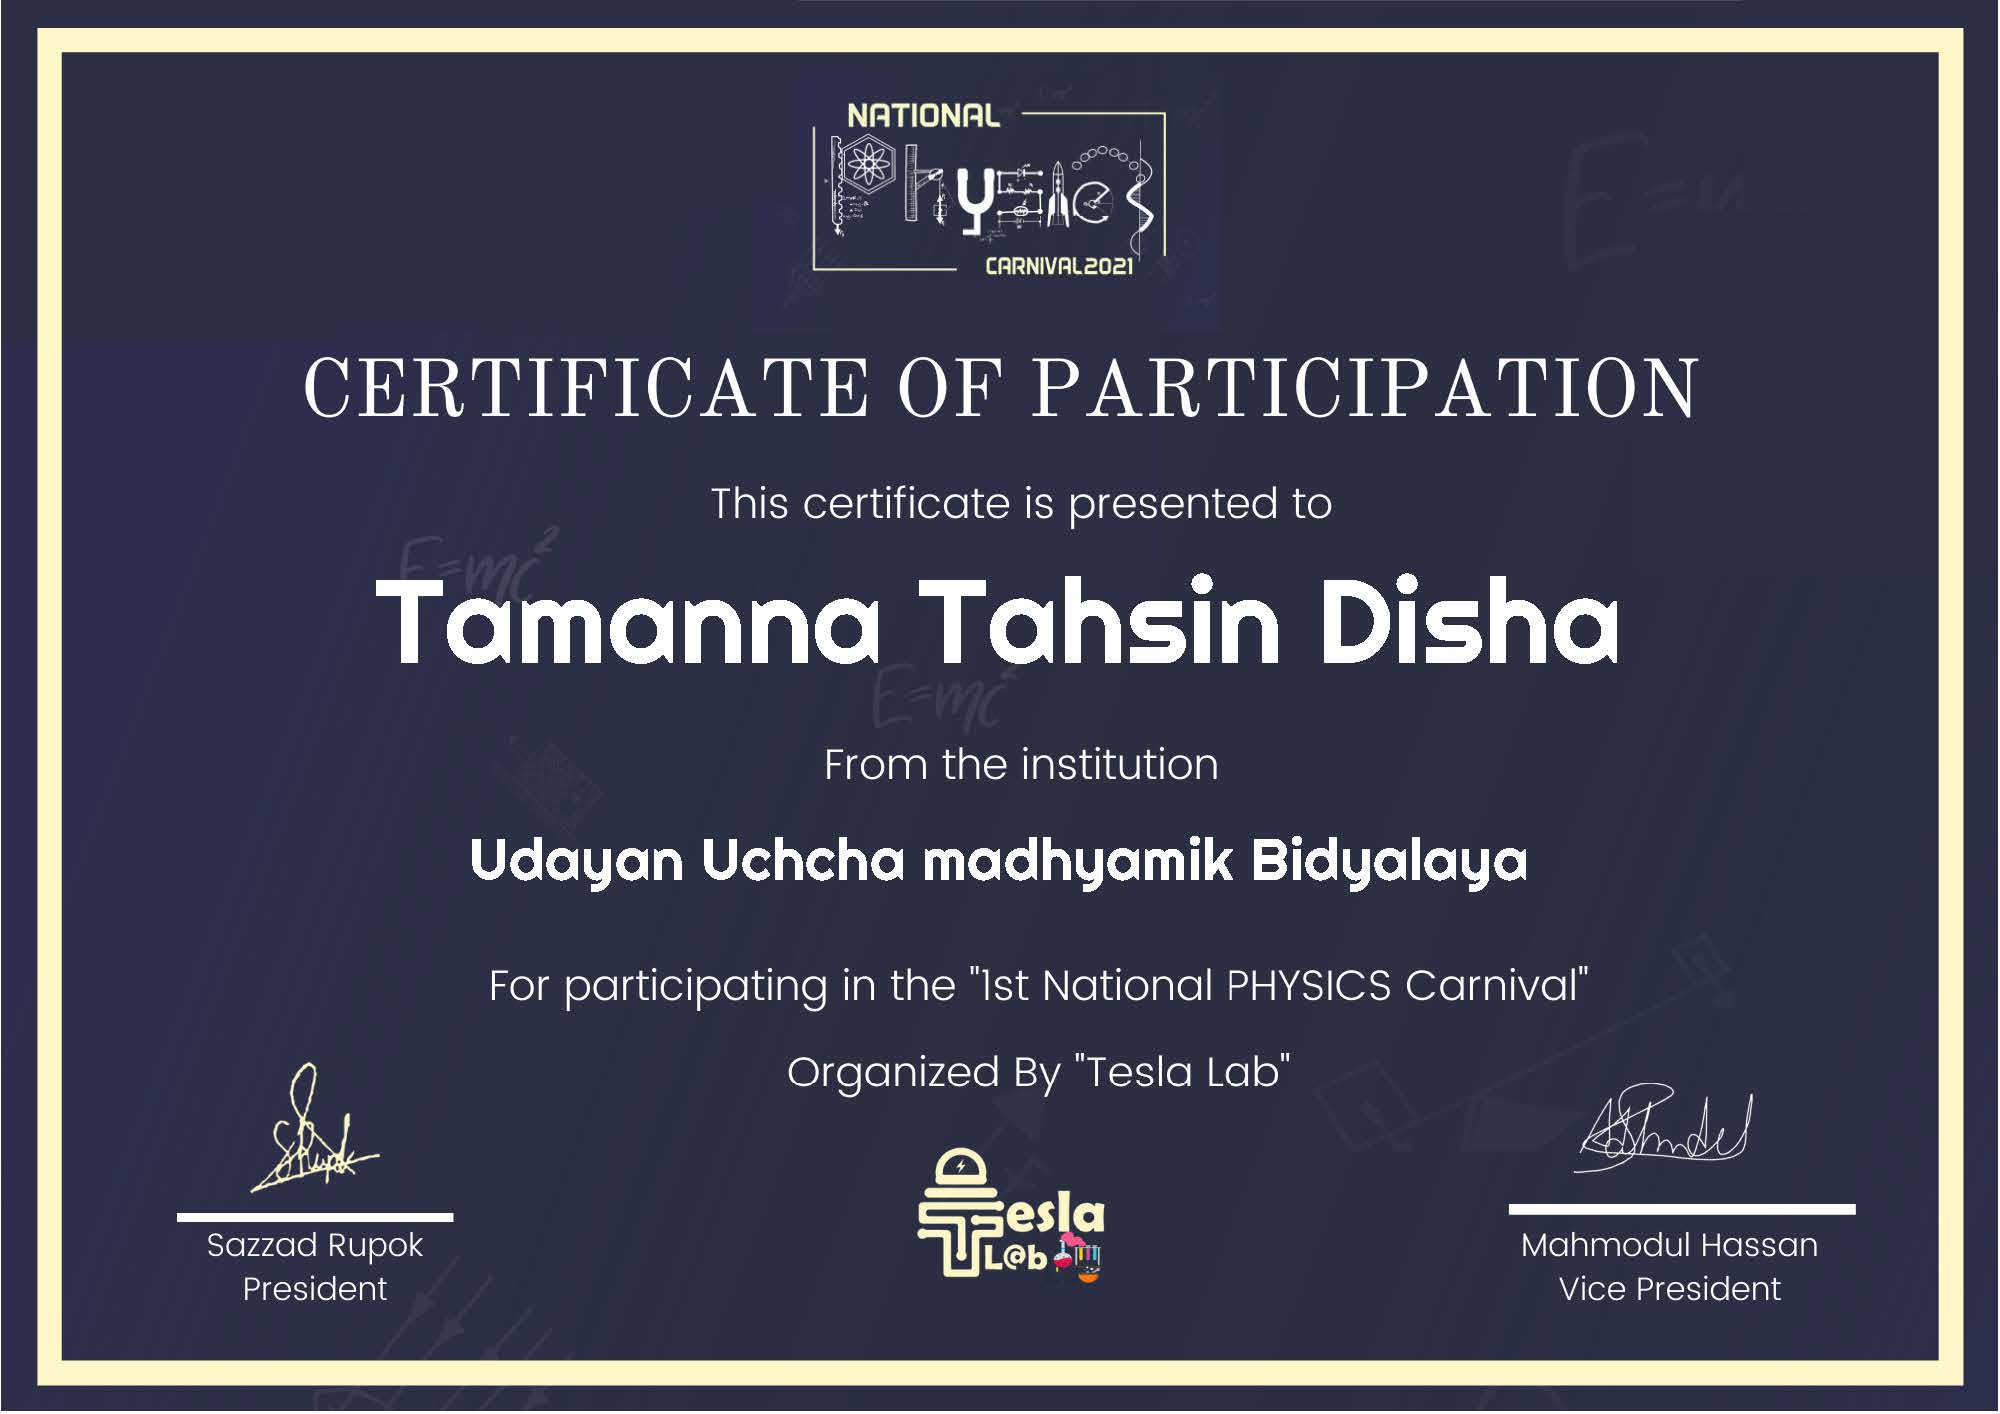 NATIONAL
Physics
CARNIVAL2021
CERTIFICATE OF PARTICIPATION
This certificate is presented to
E=mc²
Tamanna Tahsin Disha
E=mc²
From the institution
Udayan Uchcha madhyamik Bidyalaya
For participating in the "1st National PHYSICS Carnival"
Organized By "Tesla Lab"
Tesla
L@b
Sazzad Rupok
President
Mahmodul Hassan
Vice President